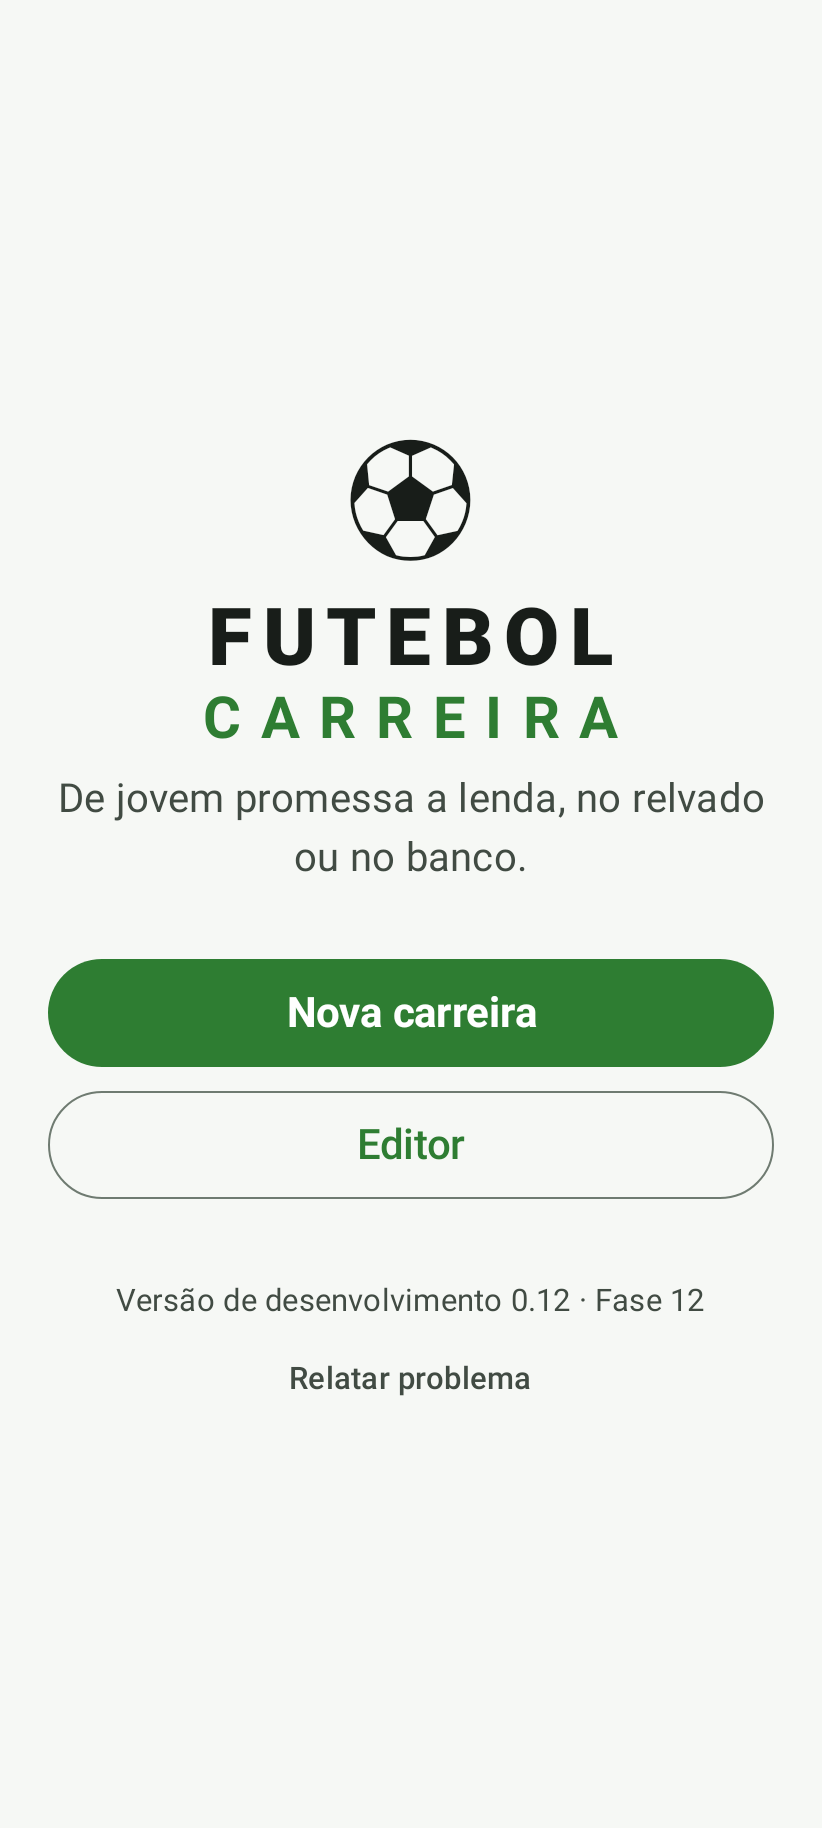 FUTEBOL
CARREIRA
De jovem promessa a lenda, no relvado
ou no banco.
Nova carreira
Editor
Versão de desenvolvimento 0.12 · Fase 12
Relatar problema